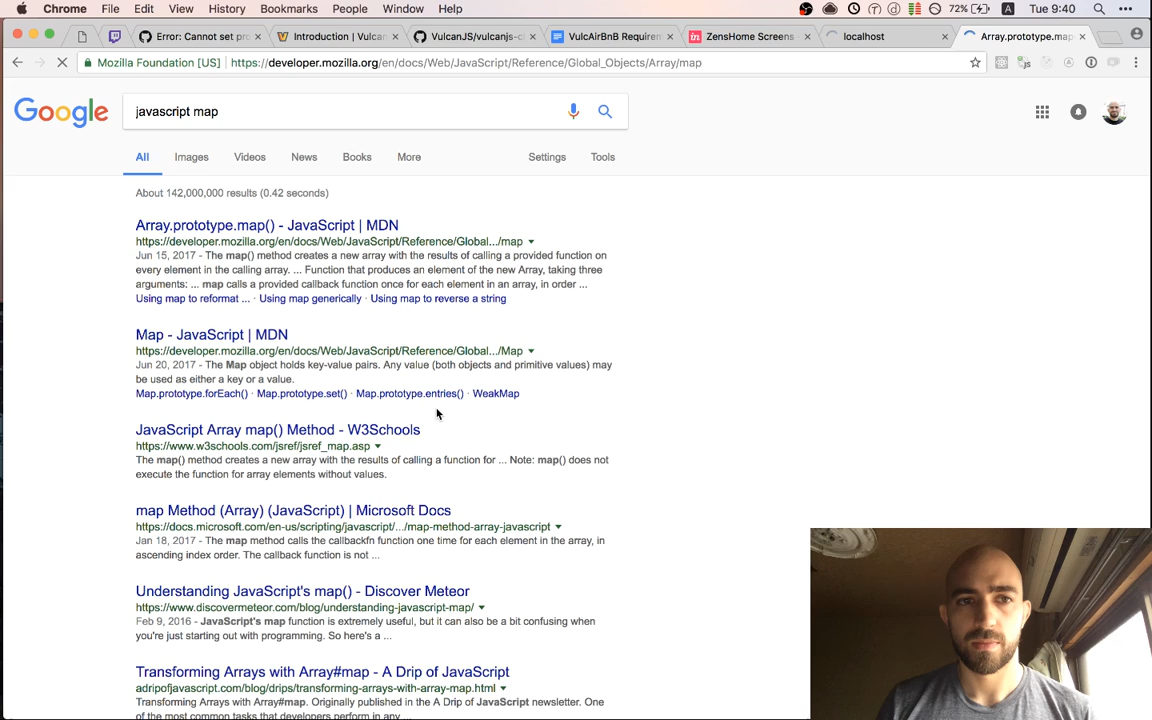 Chrome File Edit View History Bookmarks People Window Help 72% A Tue 9:40
Error: Cannot set pro
Introduction | Vulcan
VulcanJS/vulcanjs-cl
VulcAirBnB Requirem
ZensHome Screens -
localhost
Array.prototype.map
Mozilla Foundation [US] https://developer.mozilla.org/en/docs/Web/JavaScript/Reference/Global_Objects/Array/map
Google
javascript map
All Images Videos News Books More Settings Tools
About 142,000,000 results (0.42 seconds)
Array.prototype.map() - JavaScript | MDN
https://developer.mozilla.org/en/docs/Web/JavaScript/Reference/Global.../map
Jun 15, 2017 - The map() method creates a new array with the results of calling a provided function on
every element in the calling array. ... Function that produces an element of the new Array, taking three
arguments: ... map calls a provided callback function once for each element in an array, in order ...
Using map to reformat ... · Using map generically · Using map to reverse a string
Map - JavaScript | MDN
https://developer.mozilla.org/en/docs/Web/JavaScript/Reference/Global.../Map
Jun 20, 2017 - The Map object holds key-value pairs. Any value (both objects and primitive values) may
be used as either a key or a value.
Map.prototype.forEach() · Map.prototype.set() · Map.prototype.entries() · WeakMap
JavaScript Array map() Method - W3Schools
https://www.w3schools.com/jsref/jsref_map.asp
The map() method creates a new array with the results of calling a function for ... Note: map() does not
execute the function for array elements without values.
map Method (Array) (JavaScript) | Microsoft Docs
https://docs.microsoft.com/en-us/scripting/javascript/.../map-method-array-javascript
Jan 18, 2017 - The map method calls the callbackfn function one time for each element in the array, in
ascending index order. The callback function is not ...
Understanding JavaScript's map() - Discover Meteor
https://www.discovermeteor.com/blog/understanding-javascript-map/
Feb 9, 2016 - JavaScript's map function is extremely useful, but it can also be a bit confusing when
you're just starting out with programming. So here's a ...
Transforming Arrays with Array#map - A Drip of JavaScript
adripofjavascript.com/blog/drips/transforming-arrays-with-array-map.html
Transforming Arrays with Array#map. Originally published in the A Drip of JavaScript newsletter. One
of the most common tasks that developers perform in any ...